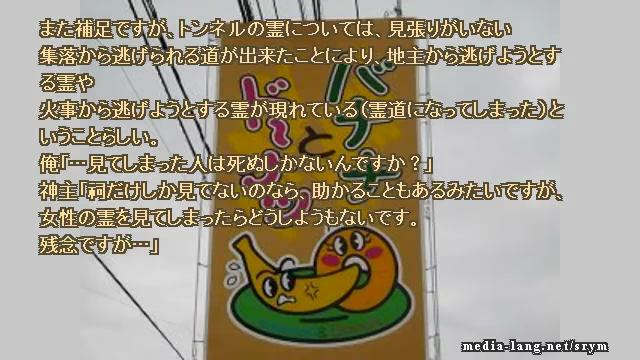 また補足ですが、トンネルの霊については、見張りがいない
集落から逃げられる道が出来たことにより、地主から逃げようとす
る霊や
火事から逃げようとする霊が現れている（霊道になってしまった）と
いうことらしい。
俺「…見てしまった人は死ぬしかないんですか？」
神主「祠だけしか見てないのなら、助かることもあるみたいですが、
女性の霊を見てしまったらどうしようもないです。
残念ですが…」
バナナ
と
media-lang.net/srym